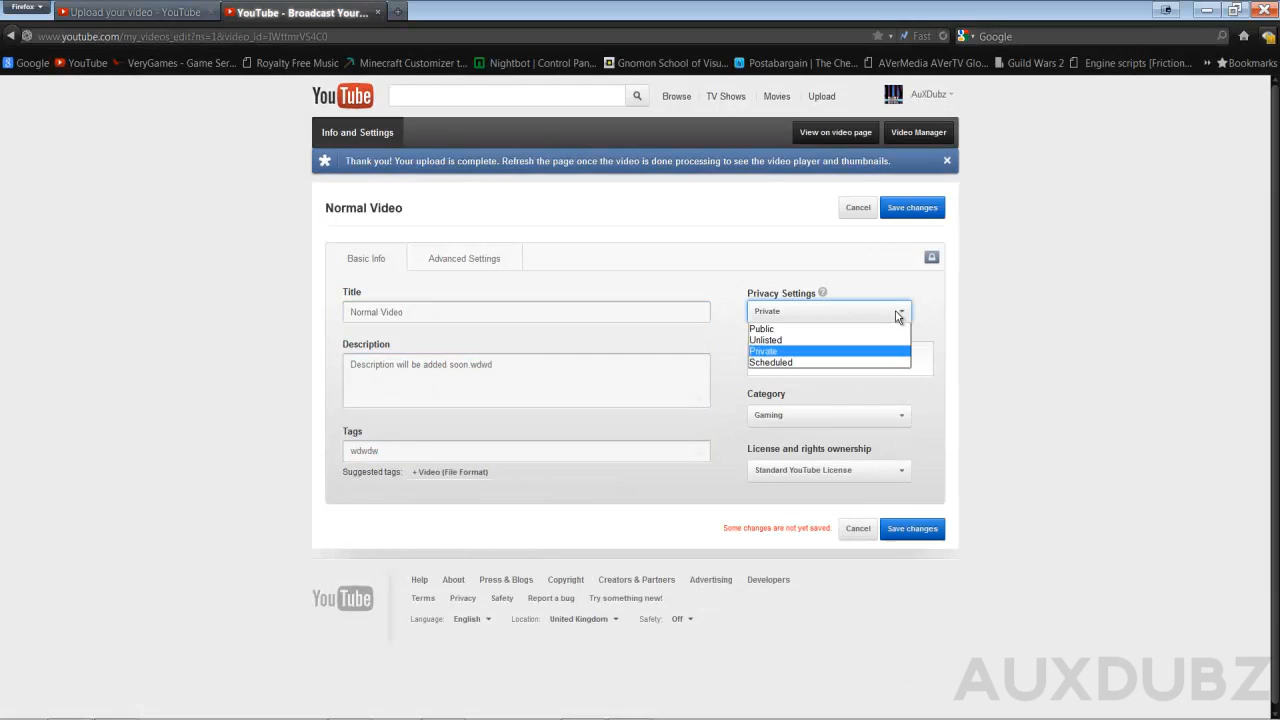 Firefox
Upload your video - YouTube
YouTube - Broadcast Your...
www.youtube.com/my_videos_edit?ns=1&video_id=IWttmrVS4C0
Fast
Google
Google YouTube VeryGames - Game Ser... Royalty Free Music Minecraft Customizer t... Nightbot | Control Pan... Gnomon School of Visu... Postabargain | The Che... AVerMedia AVerTV Glo... Guild Wars 2 Engine scripts [Friction... Bookmarks
YouTube Browse TV Shows Movies Upload AuXDubz
Info and Settings View on video page Video Manager
Thank you! Your upload is complete. Refresh the page once the video is done processing to see the video player and thumbnails.
Normal Video Cancel Save changes
Basic Info Advanced Settings
Title
Normal Video
Description
Description will be added soon.wdwd
Tags
wdwdw
Suggested tags: + Video (File Format)
Privacy Settings ?
Private
Public
Unlisted
Private
Scheduled
Category
Gaming
License and rights ownership
Standard YouTube License
Some changes are not yet saved. Cancel Save changes
YouTube Help About Press & Blogs Copyright Creators & Partners Advertising Developers
Terms Privacy Safety Report a bug Try something new!
Language: English Location: United Kingdom Safety: Off
AUXDUBZ